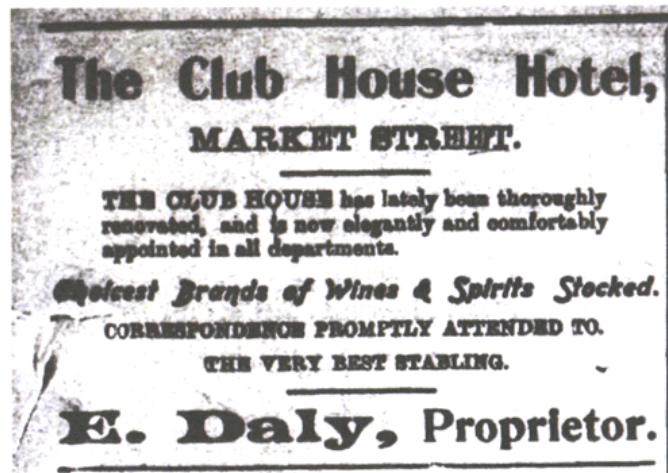 The Club House Hotel,
MARKET STREET.
THE CLUB HOUSE has lately been thoroughly
renovated, and is now elegantly and comfortably
appointed in all departments.
Choicest Brands of Wines & Spirits Stocked.
CORRESPONDENCE PROMPTLY ATTENDED TO.
THE VERY BEST STABLING.
E. Daly, Proprietor.